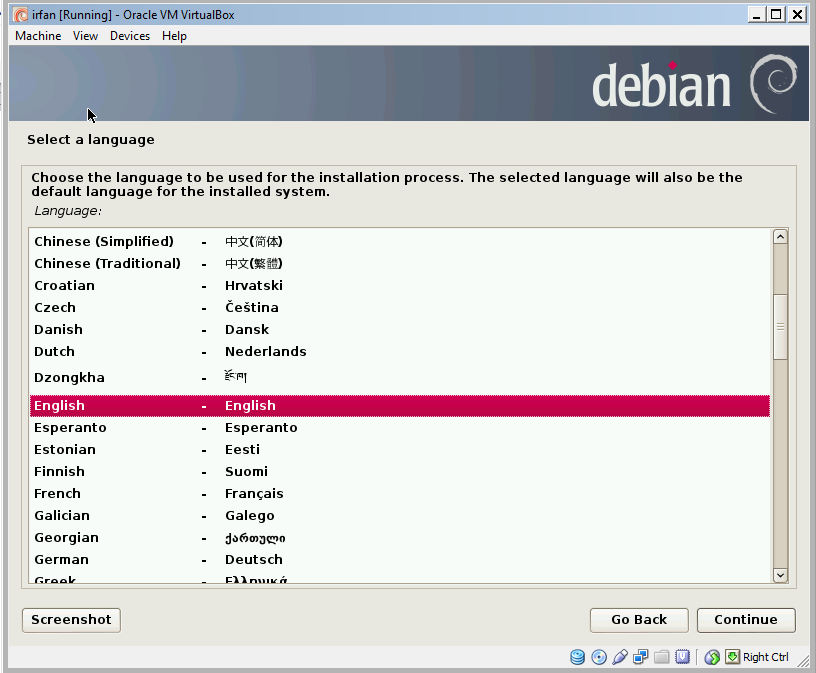 irfan [Running] - Oracle VM VirtualBox
Machine View Devices Help
debian
Select a language
Choose the language to be used for the installation process. The selected language will also be the
default language for the installed system.
Language:
Chinese (Simplified) - 中文(简体)
Chinese (Traditional) - 中文(繁體)
Croatian - Hrvatski
Czech - Čeština
Danish - Dansk
Dutch - Nederlands
Dzongkha - རྫོང་ཁ།
English - English
Esperanto - Esperanto
Estonian - Eesti
Finnish - Suomi
French - Français
Galician - Galego
Georgian - ქართული
German - Deutsch
Greek - Ελληνικά
Screenshot Go Back Continue
Right Ctrl